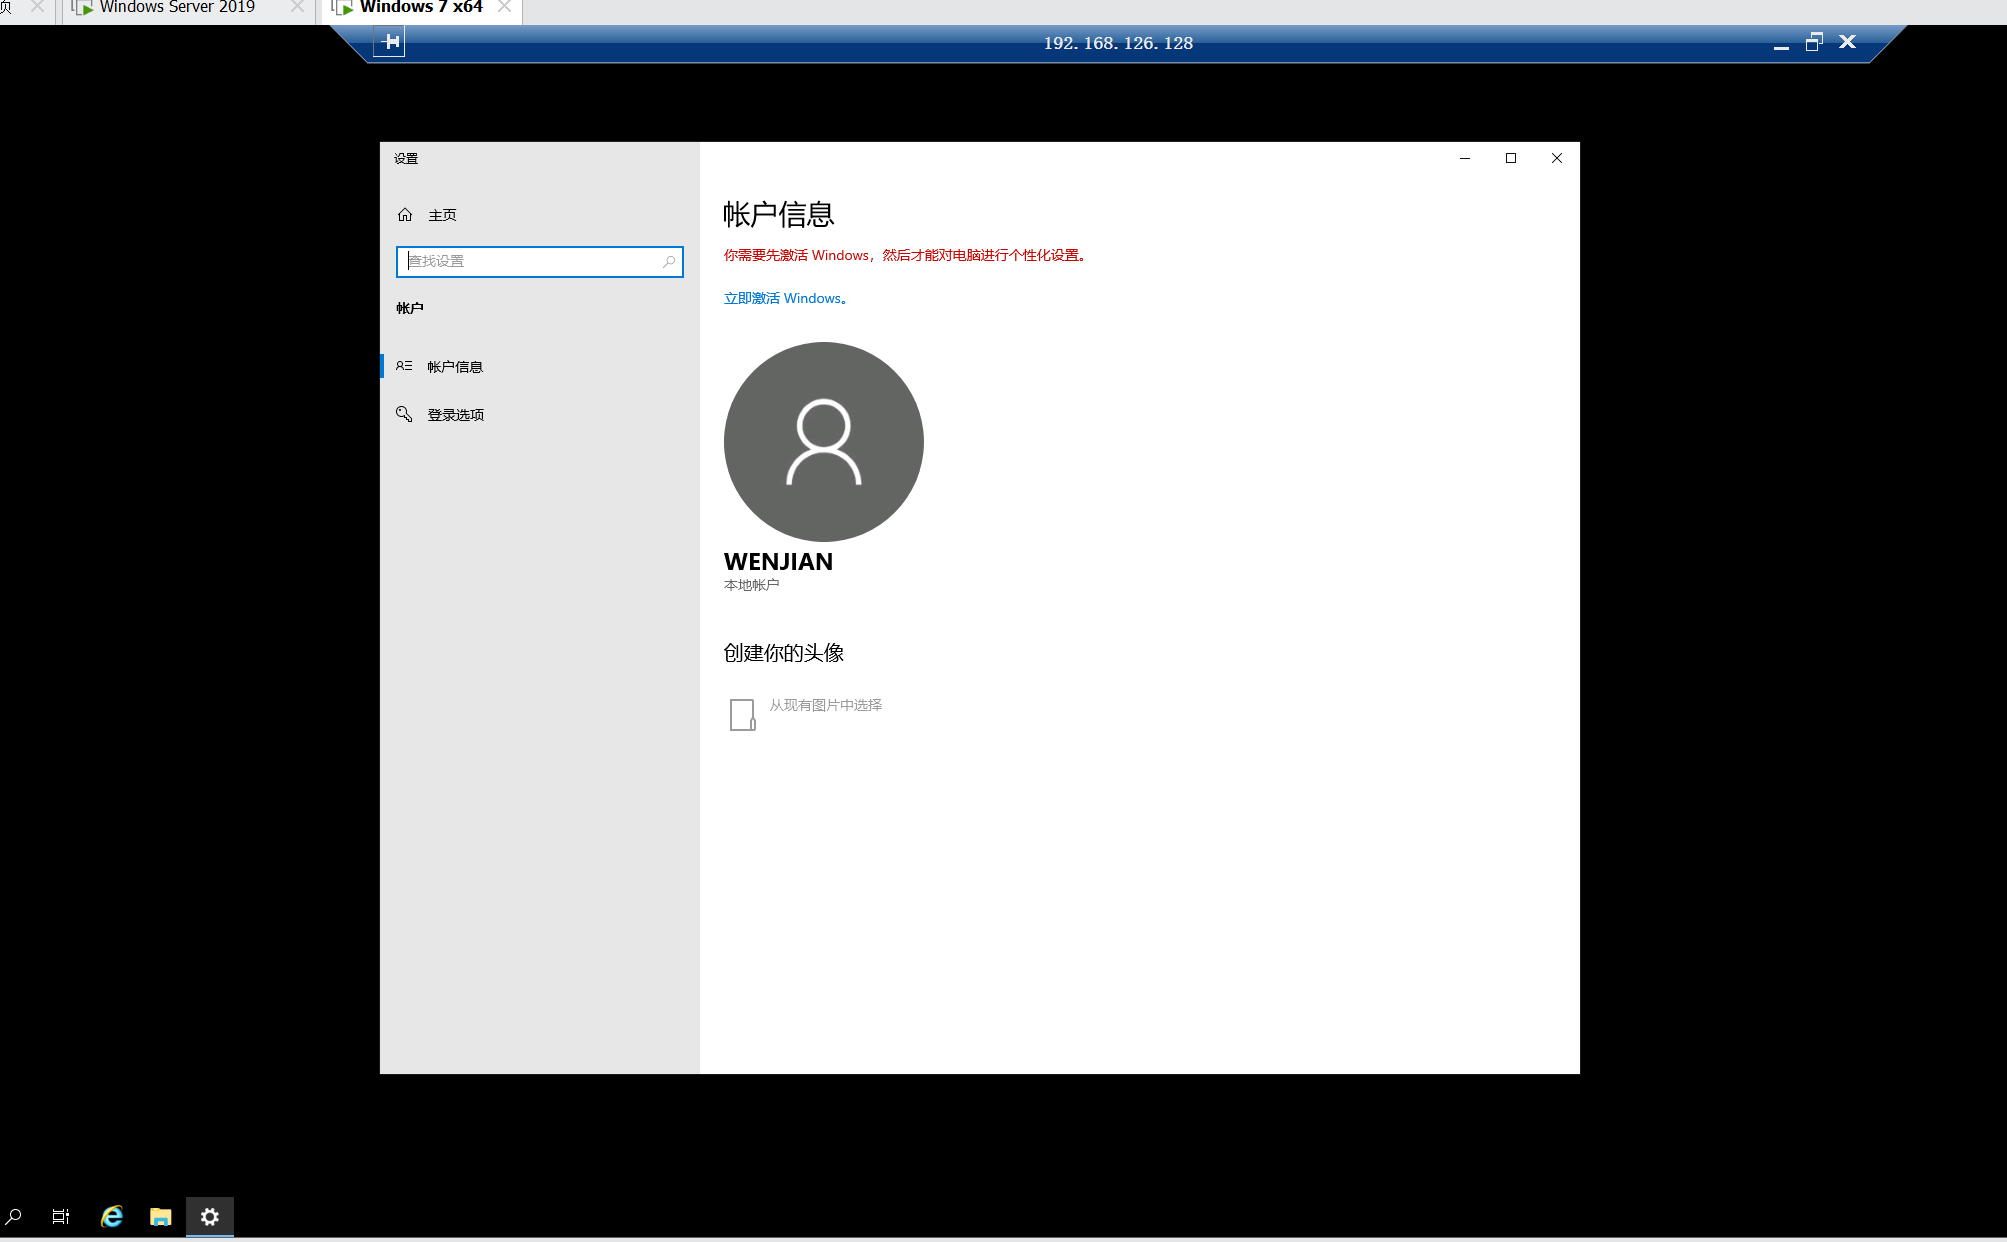 页
Windows Server 2019
Windows 7 x64
192.168.126.128
设置
主页
查找设置
帐户
帐户信息
登录选项
帐户信息
你需要先激活 Windows，然后才能对电脑进行个性化设置。
立即激活 Windows。
WENJIAN
本地帐户
创建你的头像
从现有图片中选择